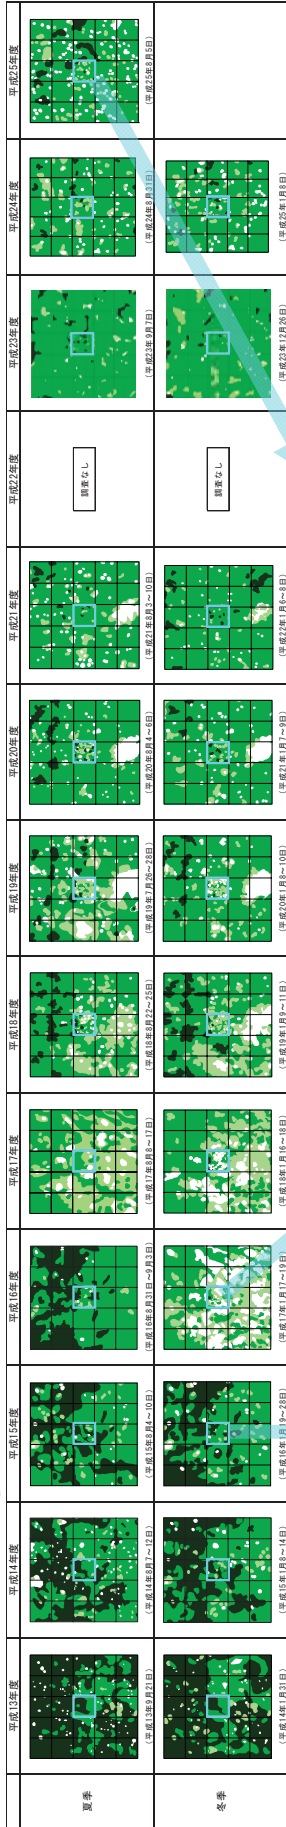 平成13年度
平成14年度
平成15年度
平成16年度
平成17年度
平成18年度
平成19年度
平成20年度
平成21年度
平成22年度
平成23年度
平成24年度
平成25年度
夏季
(平成13年9月21日)
(平成14年8月7～12日)
(平成15年8月4～10日)
(平成16年8月31日～9月3日)
(平成17年8月8～17日)
(平成18年8月22～25日)
(平成19年7月26～28日)
(平成20年8月4～6日)
(平成21年8月3～10日)
調査なし
(平成23年9月7日)
(平成24年8月31日)
(平成25年8月5日)
冬季
(平成14年1月31日)
(平成15年1月8～14日)
(平成16年1月19～28日)
(平成17年1月17～19日)
(平成18年1月16～18日)
(平成19年1月9～11日)
(平成20年1月8～10日)
(平成21年1月7～9日)
(平成22年1月6～8日)
調査なし
(平成23年12月26日)
(平成25年1月8日)